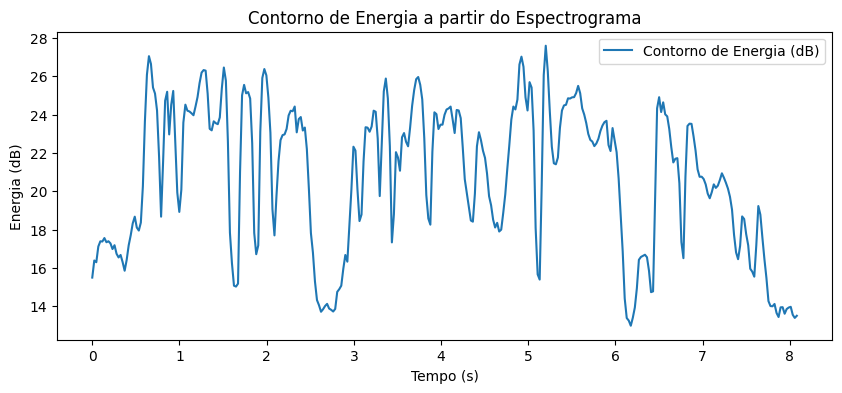 Contorno de Energia a partir do Espectrograma
Contorno de Energia (dB)
Energia (dB)
28
26
24
22
20
18
16
14
0 1 2 3 4 5 6 7 8
Tempo (s)